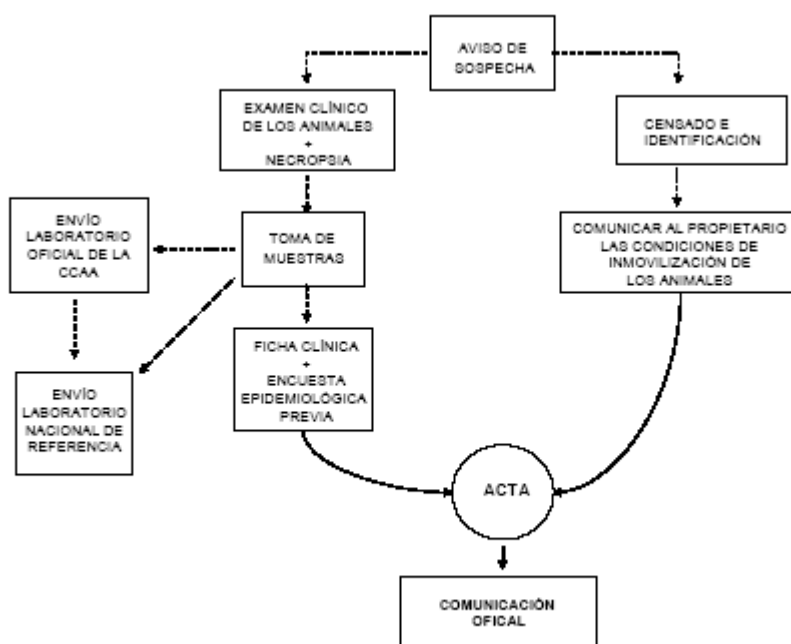 AVISO DE
SOSPECHA
EXAMEN CLÍNICO
DE LOS ANIMALES
+
NECROPSIA
CENSADO E
IDENTIFICACIÓN
ENVÍO
LABORATORIO
OFICIAL DE LA
CCAA
TOMA DE
MUESTRAS
COMUNICAR AL PROPIETARIO
LAS CONDICIONES DE
INMOVILIZACIÓN DE
LOS ANIMALES
FICHA CLÍNICA
+
ENCUESTA
EPIDEMIOLÓGICA
PREVIA
ENVÍO
LABORATORIO
NACIONAL DE
REFERENCIA
ACTA
COMUNICACIÓN
OFICAL